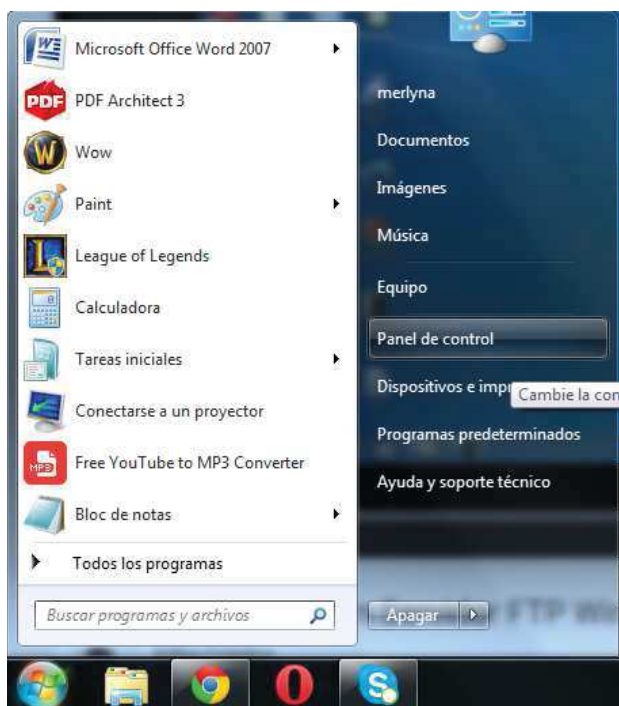 Microsoft Office Word 2007
PDF Architect 3
Wow
Paint
League of Legends
Calculadora
Tareas iniciales
Conectarse a un proyector
Free YouTube to MP3 Converter
Bloc de notas
Todos los programas
Buscar programas y archivos
merlyna
Documentos
Imágenes
Música
Equipo
Panel de control
Dispositivos e impr
Cambie la con
Programas predeterminados
Ayuda y soporte técnico
Apagar
PDF
MP3
FTP